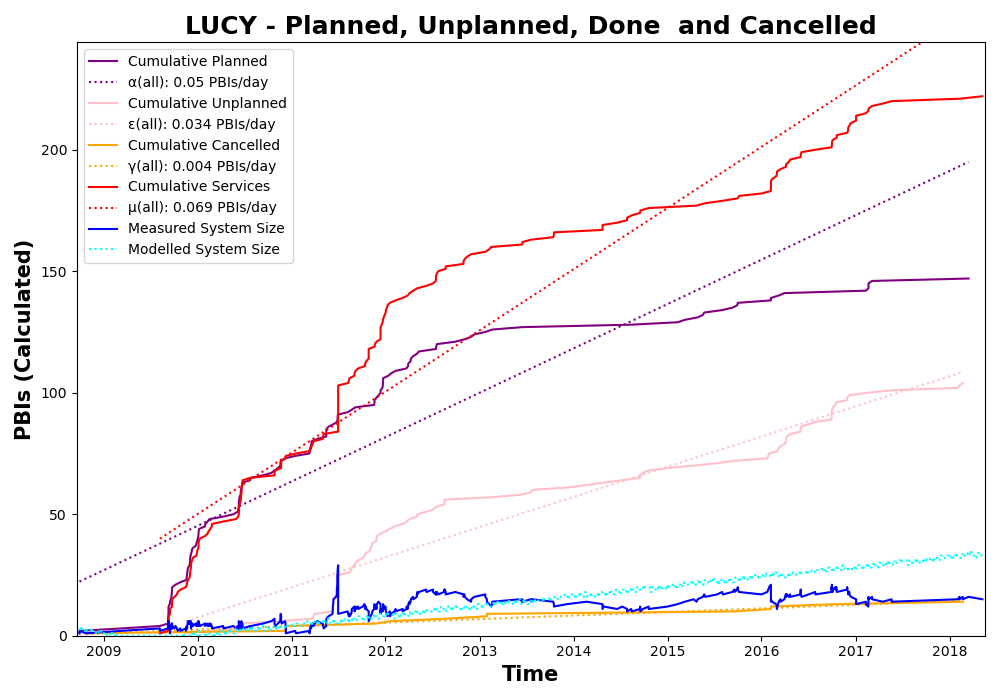 LUCY - Planned, Unplanned, Done  and Cancelled
Cumulative Planned
α(all): 0.05 PBIs/day
Cumulative Unplanned
ε(all): 0.034 PBIs/day
Cumulative Cancelled
γ(all): 0.004 PBIs/day
Cumulative Services
μ(all): 0.069 PBIs/day
Measured System Size
Modelled System Size
PBIs (Calculated)
200
150
100
50
0
2009 2010 2011 2012 2013 2014 2015 2016 2017 2018
Time